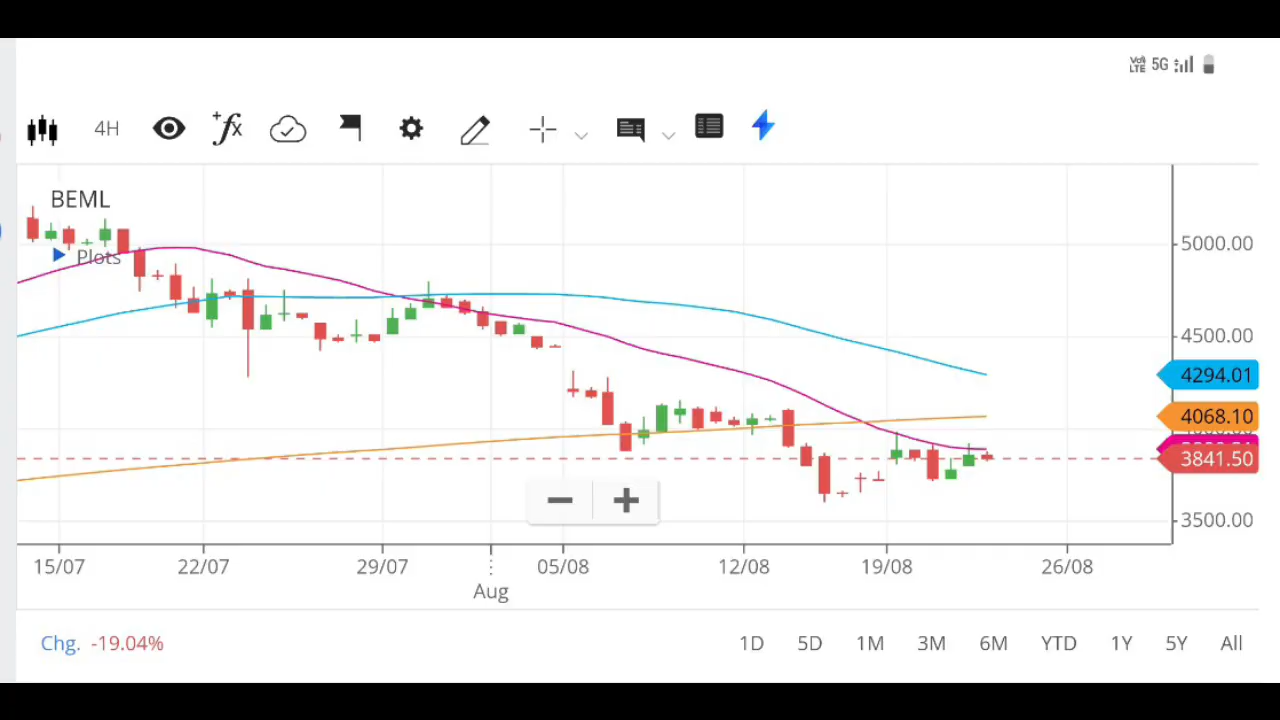 VoLTE 5G
4H
fx
BEML
Plots
5000.00
4500.00
4294.01
4068.10
3841.50
3500.00
15/07 22/07 29/07 05/08 12/08 19/08 26/08
Aug
Chg. -19.04% 1D 5D 1M 3M 6M YTD 1Y 5Y All